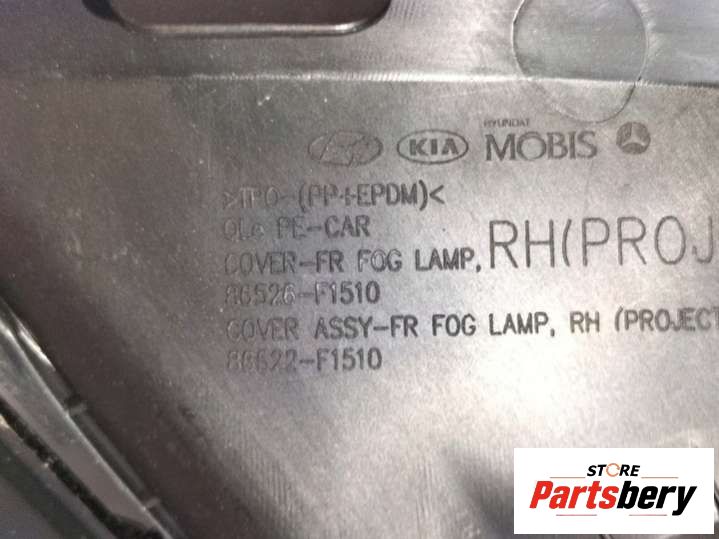 KIA HYUNDAI MOBIS
>TPO-(PP+EPDM)<
QLe PE-CAR
COVER-FR FOG LAMP, RH(PROJ
86526-F1510
COVER ASSY-FR FOG LAMP, RH (PROJECT
86522-F1510
STORE
Partsbery